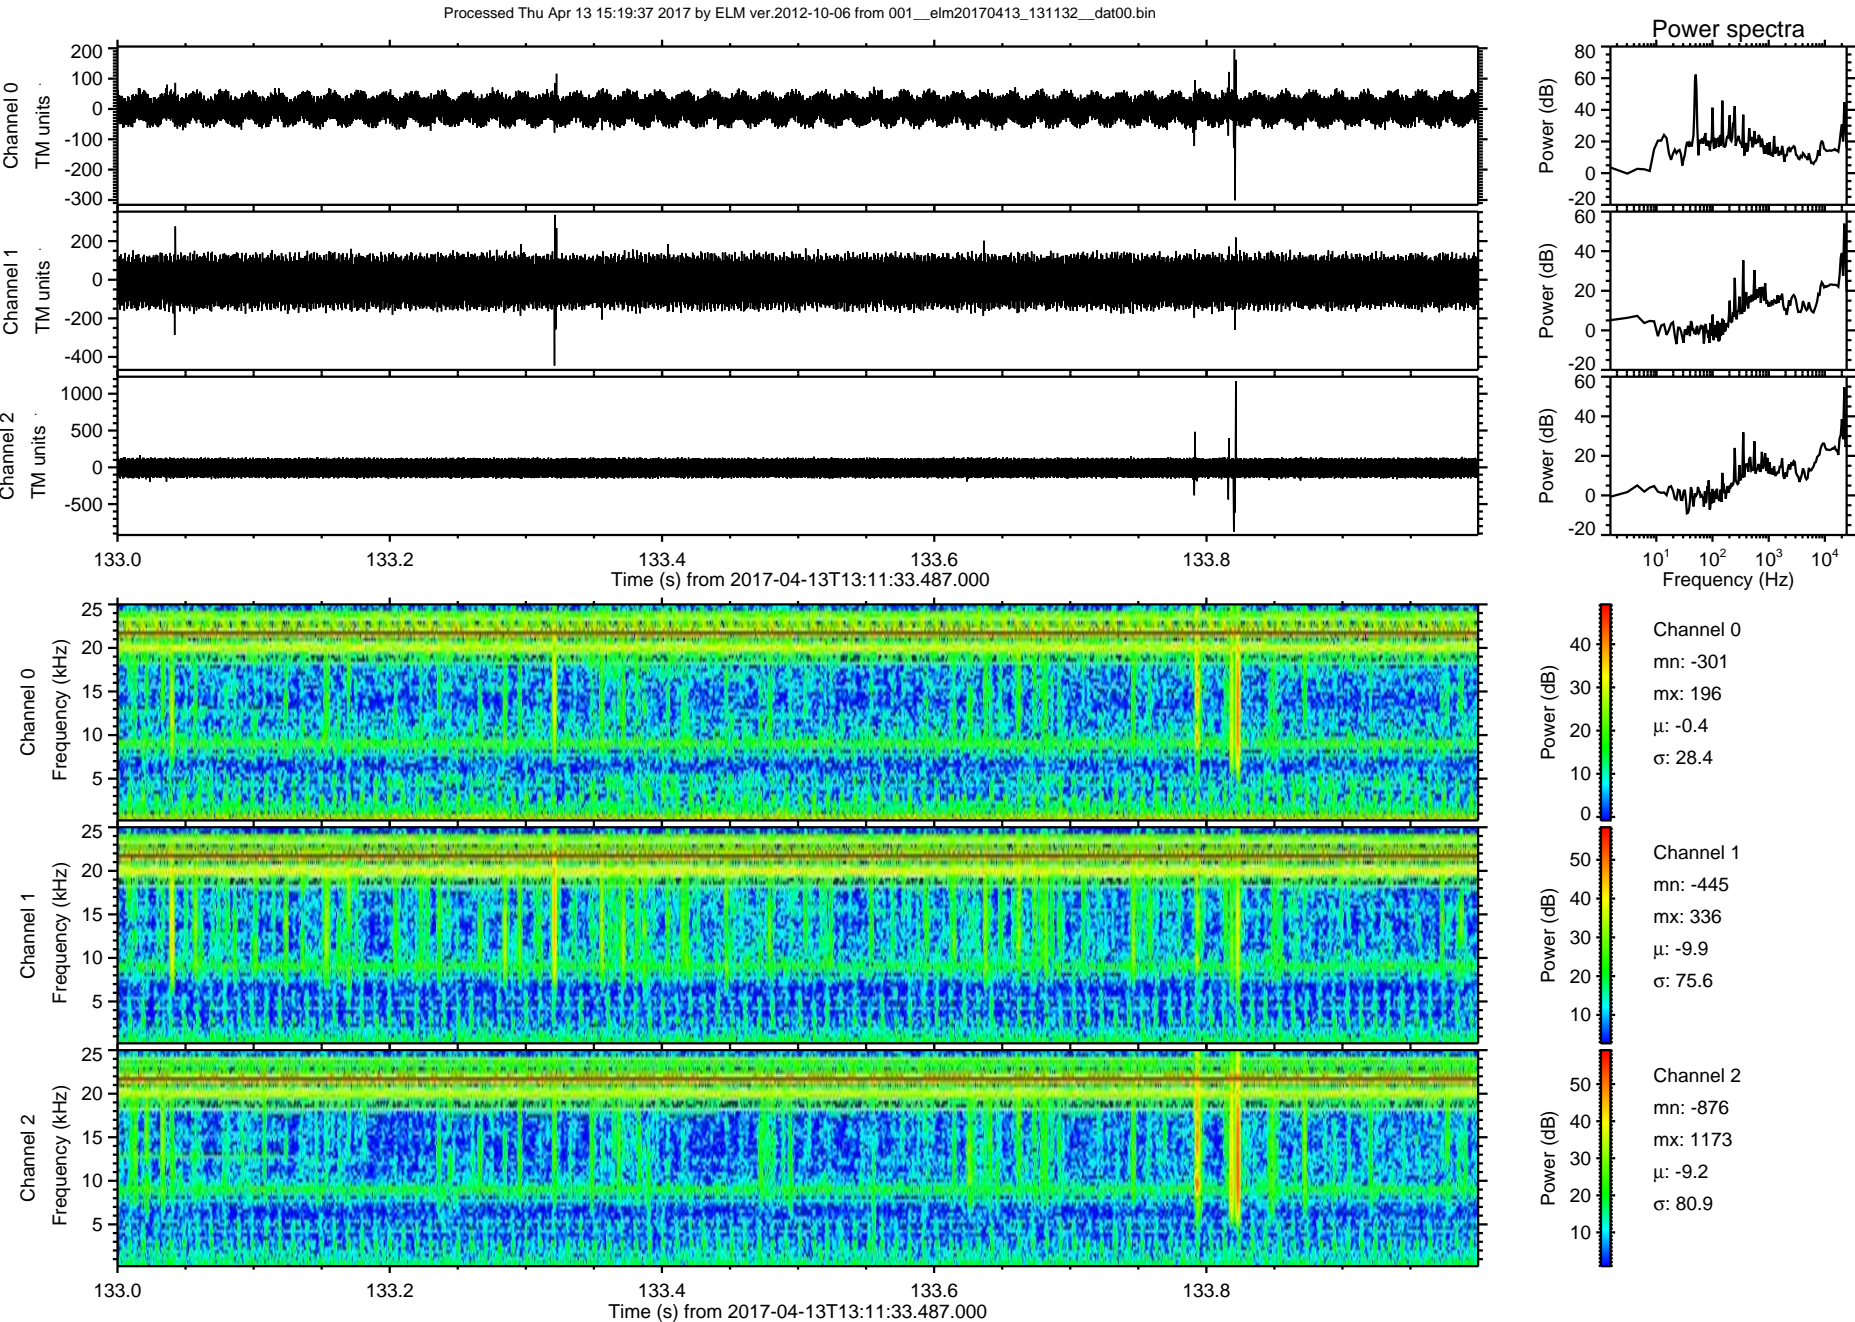 Processed Thu Apr 13 15:19:37 2017 by ELM ver.2012-10-06 from 001__elm20170413_131132__dat00.bin
Power spectra
Channel 0
TM units
200
100
0
-100
-200
-300
Power (dB)
80
60
40
20
0
-20
Channel 1
TM units
200
0
-200
-400
Power (dB)
60
40
20
0
-20
Channel 2
TM units
1000
500
0
-500
Power (dB)
60
40
20
0
-20
133.0 133.2 133.4 133.6 133.8
Time (s) from 2017-04-13T13:11:33.487.000
10^1 10^2 10^3 10^4
Frequency (Hz)
Channel 0
Frequency (kHz)
25
20
15
10
5
Power (dB)
40
30
20
10
0
Channel 0
mn: -301
mx: 196
µ: -0.4
σ: 28.4
Channel 1
Frequency (kHz)
25
20
15
10
5
Power (dB)
50
40
30
20
10
Channel 1
mn: -445
mx: 336
µ: -9.9
σ: 75.6
Channel 2
Frequency (kHz)
25
20
15
10
5
Power (dB)
50
40
30
20
10
Channel 2
mn: -876
mx: 1173
µ: -9.2
σ: 80.9
133.0 133.2 133.4 133.6 133.8
Time (s) from 2017-04-13T13:11:33.487.000